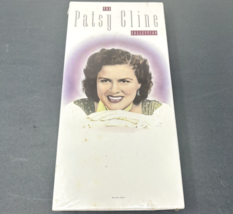 THE
Patsy Cline
COLLECTION